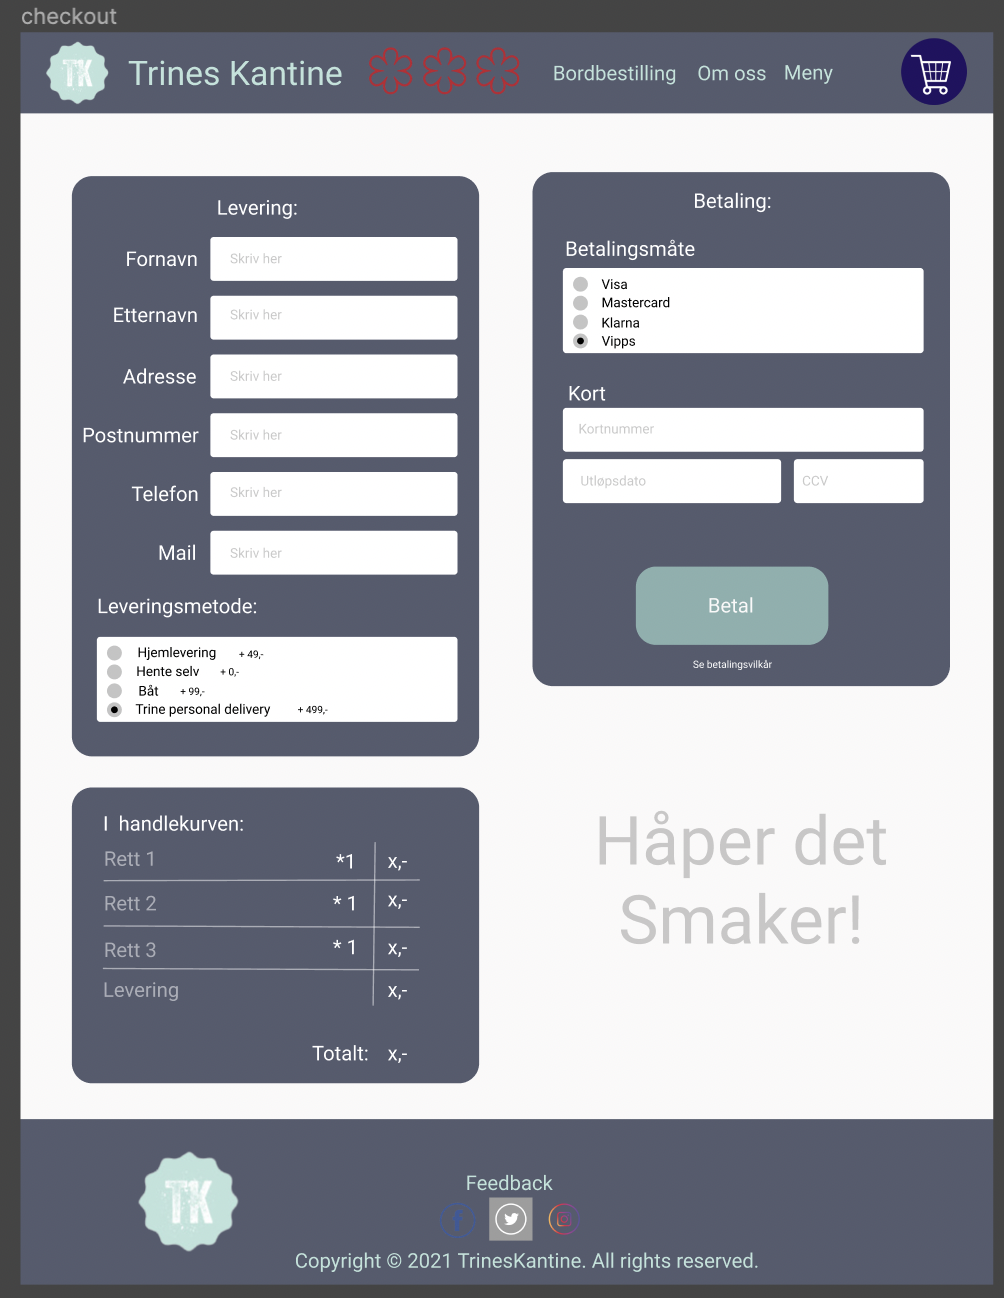 checkout
TK
Trines Kantine
Bordbestilling
Om oss
Meny
Levering:
Fornavn
Skriv her
Etternavn
Skriv her
Adresse
Skriv her
Postnummer
Skriv her
Telefon
Skriv her
Mail
Skriv her
Leveringsmetode:
Hjemlevering + 49,-
Hente selv + 0,-
Båt + 99,-
Trine personal delivery + 499,-
Betaling:
Betalingsmåte
Visa
Mastercard
Klarna
Vipps
Kort
Kortnummer
Utløpsdato
CCV
Betal
Se betalingsvilkår
I handlekurven:
Rett 1 *1 x,-
Rett 2 * 1 x,-
Rett 3 * 1 x,-
Levering x,-
Totalt: x,-
Håper det
Smaker!
TK
Feedback
Copyright © 2021 TrinesKantine. All rights reserved.